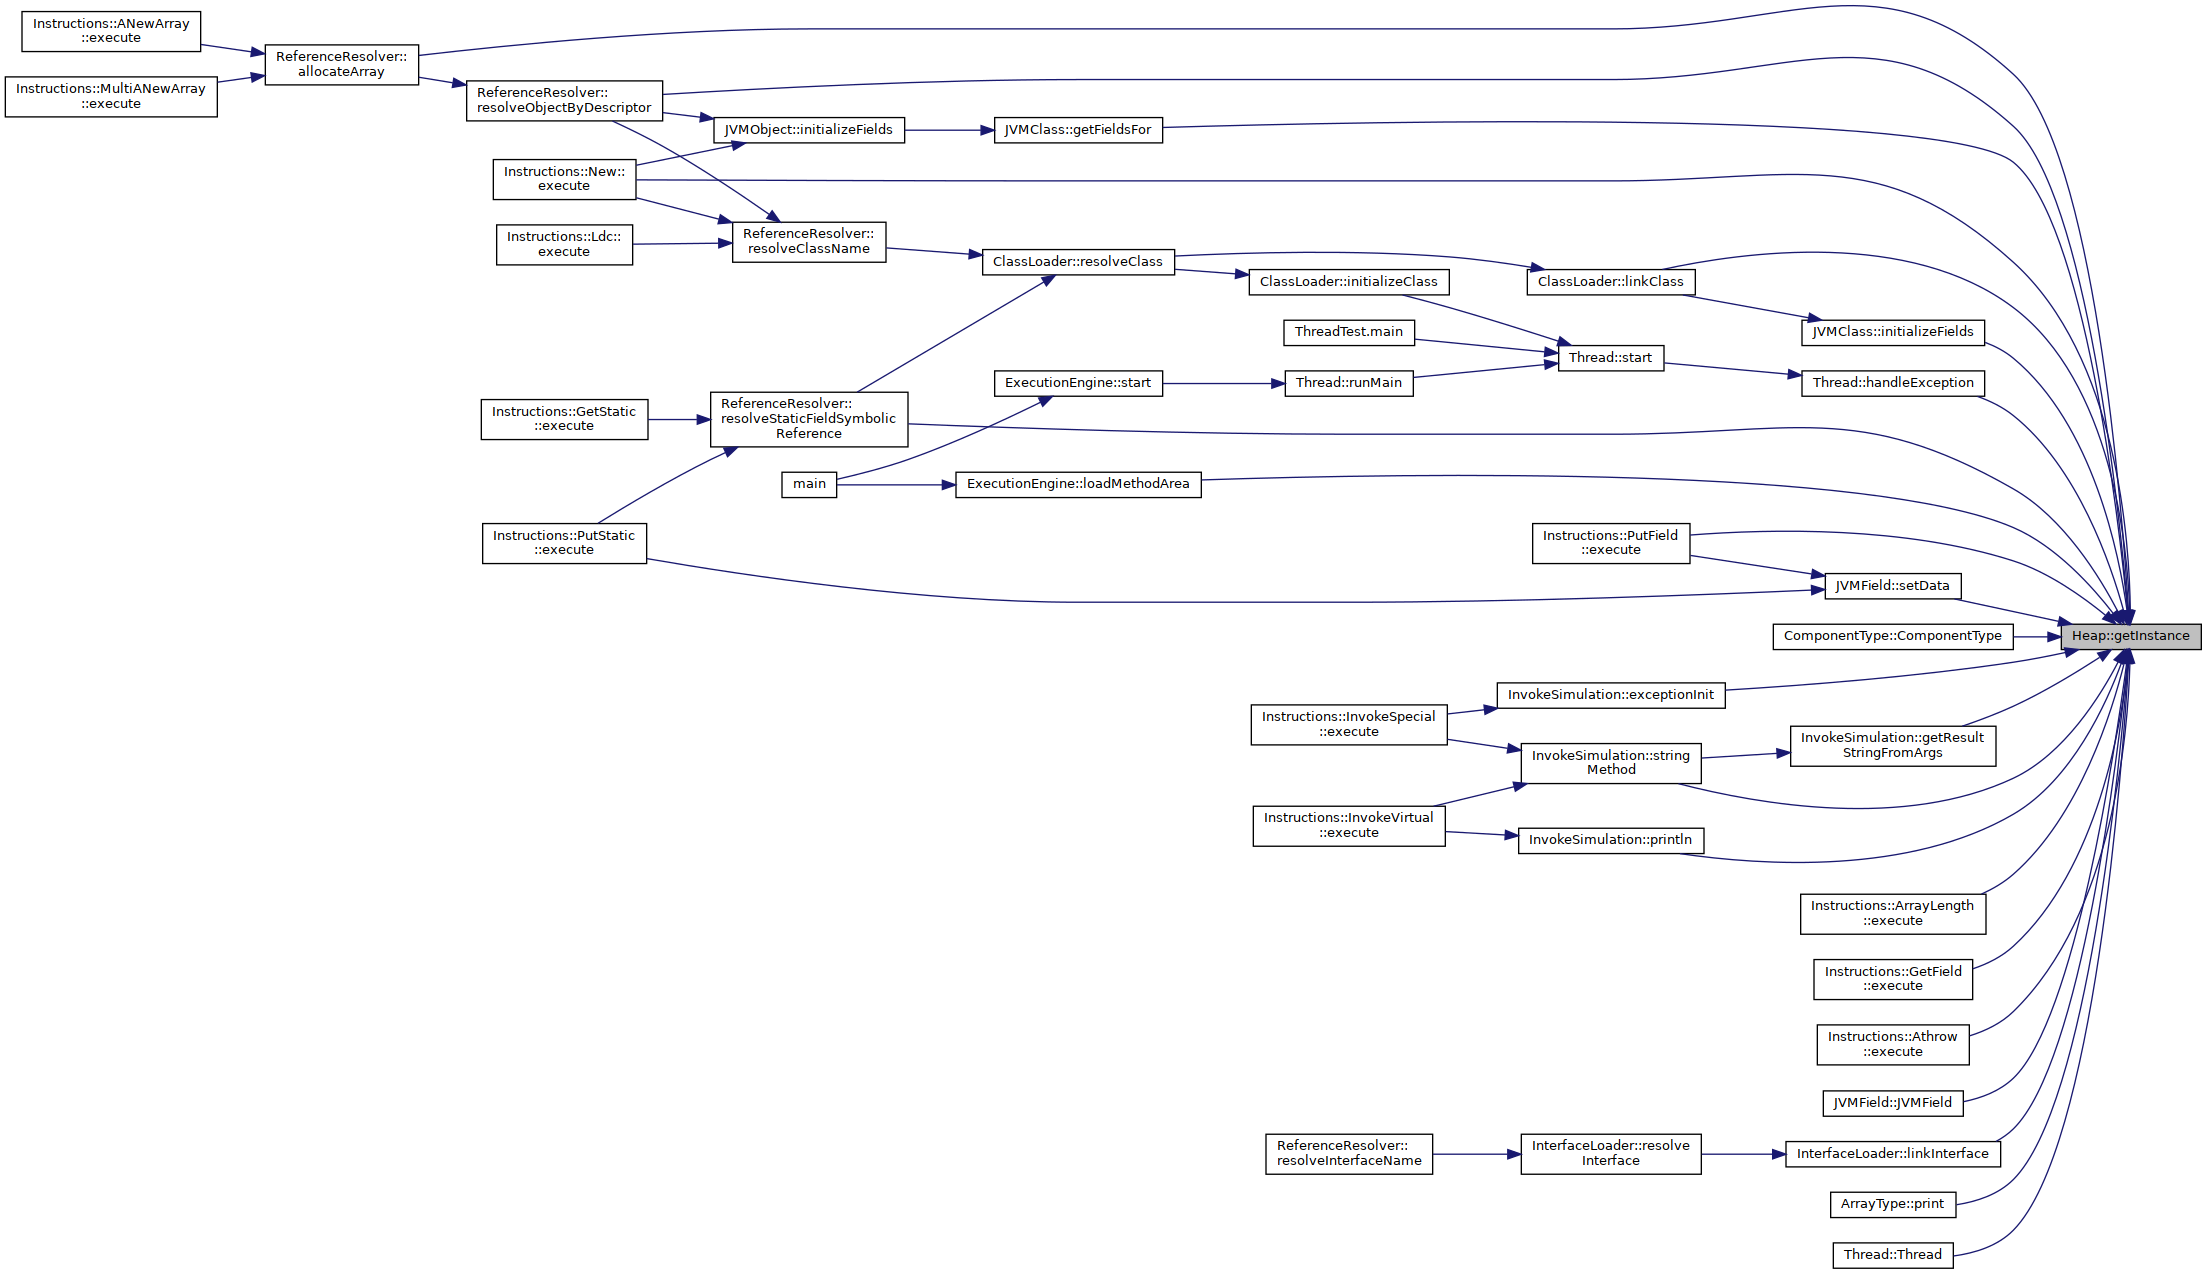 Instructions::ANewArray
::execute
ReferenceResolver::
allocateArray
Instructions::MultiANewArray
::execute
ReferenceResolver::
resolveObjectByDescriptor
JVMObject::initializeFields
JVMClass::getFieldsFor
Instructions::New::
execute
Instructions::Ldc::
execute
ReferenceResolver::
resolveClassName
ClassLoader::resolveClass
ClassLoader::initializeClass
ClassLoader::linkClass
ThreadTest.main
JVMClass::initializeFields
Thread::start
ExecutionEngine::start
Thread::runMain
Thread::handleException
Instructions::GetStatic
::execute
ReferenceResolver::
resolveStaticFieldSymbolic
Reference
main
ExecutionEngine::loadMethodArea
Instructions::PutStatic
::execute
Instructions::PutField
::execute
JVMField::setData
ComponentType::ComponentType
Heap::getInstance
InvokeSimulation::exceptionInit
Instructions::InvokeSpecial
::execute
InvokeSimulation::string
Method
InvokeSimulation::getResult
StringFromArgs
Instructions::InvokeVirtual
::execute
InvokeSimulation::println
Instructions::ArrayLength
::execute
Instructions::GetField
::execute
Instructions::Athrow
::execute
JVMField::JVMField
ReferenceResolver::
resolveInterfaceName
InterfaceLoader::resolve
Interface
InterfaceLoader::linkInterface
ArrayType::print
Thread::Thread